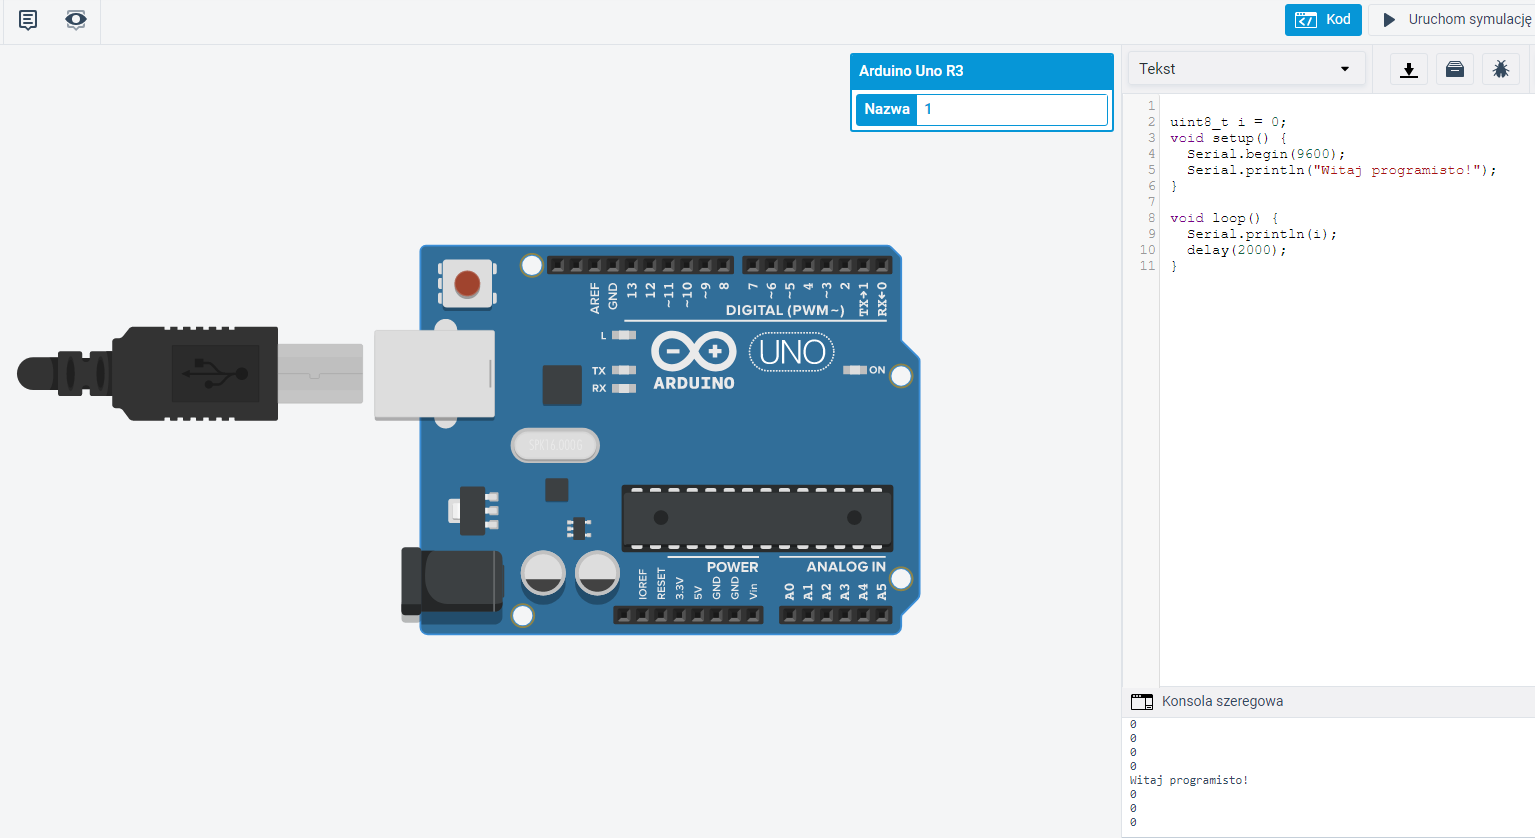 Kod
Uruchom symulację
Arduino Uno R3
Nazwa 1
Tekst
1
2 uint8_t i = 0;
3 void setup() {
4   Serial.begin(9600);
5   Serial.println("Witaj programisto!");
6 }
7
8 void loop() {
9   Serial.println(i);
10   delay(2000);
11 }
AREF GND 13 12 ~11 ~10 ~9 8 7 ~6 ~5 4 ~3 2 TX→1 RX←0
DIGITAL (PWM~)
L
TX
RX
UNO
ON
ARDUINO
POWER
ANALOG IN
IOREF RESET 3.3V 5V GND GND Vin A0 A1 A2 A3 A4 A5
Konsola szeregowa
0
0
0
0
Witaj programisto!
0
0
0